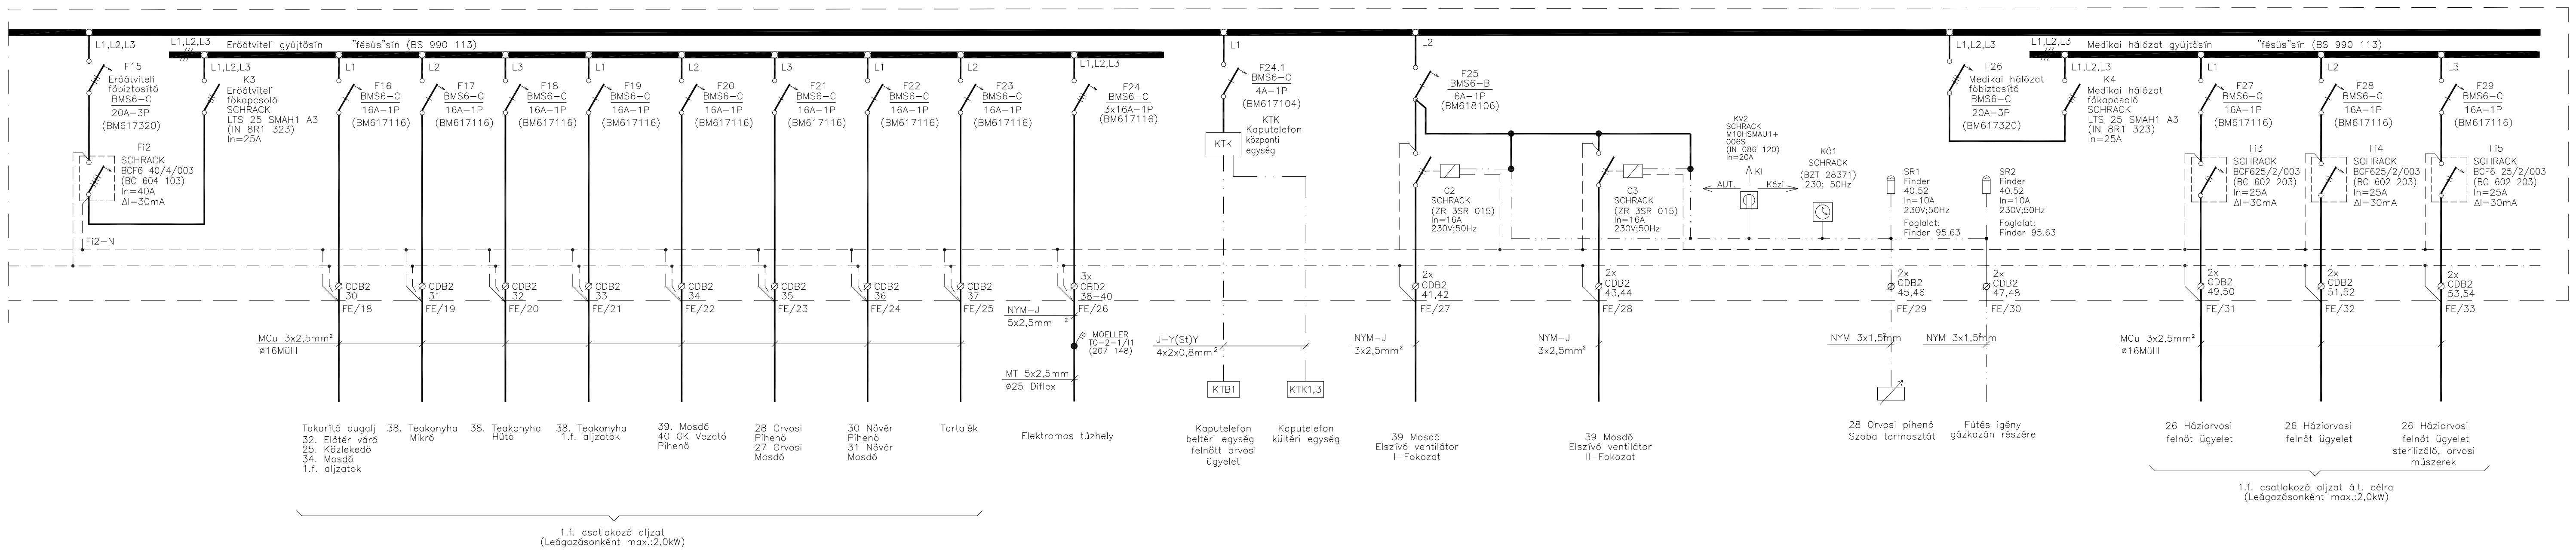 L1,L2,L3
F15
Erőátviteli
főbiztosító
BMS6-C
20A-3P
(BM617320)
Fi2
SCHRACK
BCF6 40/4/003
(BC 604 103)
In=40A
ΔI=30mA
Fi2-N
L1,L2,L3
Erőátviteli gyűjtősín
"fésűs"sín (BS 990 113)
L1,L2,L3
K3
Erőátviteli
főkapcsoló
SCHRACK
LTS 25 SMAH1 A3
(IN 8R1 323)
In=25A
L1
F16
BMS6-C
16A-1P
(BM617116)
CDB2
30
FE/18
L2
F17
BMS6-C
16A-1P
(BM617116)
CDB2
31
FE/19
L3
F18
BMS6-C
16A-1P
(BM617116)
CDB2
32
FE/20
L1
F19
BMS6-C
16A-1P
(BM617116)
CDB2
33
FE/21
L2
F20
BMS6-C
16A-1P
(BM617116)
CDB2
34
FE/22
L3
F21
BMS6-C
16A-1P
(BM617116)
CDB2
35
FE/23
L1
F22
BMS6-C
16A-1P
(BM617116)
CDB2
36
FE/24
L2
F23
BMS6-C
16A-1P
(BM617116)
CDB2
37
FE/25
L1,L2,L3
F24
BMS6-C
3x16A-1P
(BM617116)
3x
CBD2
38-40
FE/26
NYM-J
5x2,5mm²
MOELLER
T0-2-1/I1
(207 148)
MT 5x2,5mm
Ø25 Diflex
MCu 3x2,5mm²
Ø16MüIII
L1
F24.1
BMS6-C
4A-1P
(BM617104)
KTK
KTK
Kaputelefon
központi
egység
J-Y(St)Y
4x2x0,8mm²
KTB1
KTK1,3
L2
F25
BMS6-B
6A-1P
(BM618106)
C2
SCHRACK
(ZR 3SR 015)
In=16A
230V;50Hz
2x
CDB2
41,42
FE/27
NYM-J
3x2,5mm²
C3
SCHRACK
(ZR 3SR 015)
In=16A
230V;50Hz
2x
CDB2
43,44
FE/28
NYM-J
3x2,5mm²
KV2
SCHRACK
M10HSMAU1+
006S
(IN 086 120)
In=20A
KI
AUT.
Kézi
KÓ1
SCHRACK
(BZT 28371)
230; 50Hz
SR1
Finder
40.52
In=10A
230V;50Hz
Foglalat:
Finder 95.63
2x
CDB2
45,46
FE/29
NYM 3x1,5mm²
SR2
Finder
40.52
In=10A
230V;50Hz
Foglalat:
Finder 95.63
2x
CDB2
47,48
FE/30
NYM 3x1,5mm²
L1,L2,L3
F26
Medikai hálózat
főbiztosító
BMS6-C
20A-3P
(BM617320)
L1,L2,L3
Medikai hálózat gyűjtősín
"fésűs"sín (BS 990 113)
L1,L2,L3
K4
Medikai hálózat
főkapcsoló
SCHRACK
LTS 25 SMAH1 A3
(IN 8R1 323)
In=25A
L1
F27
BMS6-C
16A-1P
(BM617116)
Fi3
SCHRACK
BCF625/2/003
(BC 602 203)
In=25A
ΔI=30mA
2x
CDB2
49,50
FE/31
L2
F28
BMS6-C
16A-1P
(BM617116)
Fi4
SCHRACK
BCF625/2/003
(BC 602 203)
In=25A
ΔI=30mA
2x
CDB2
51,52
FE/32
L3
F29
BMS6-C
16A-1P
(BM617116)
Fi5
SCHRACK
BCF6 25/2/003
(BC 602 203)
In=25A
ΔI=30mA
2x
CDB2
53,54
FE/33
MCu 3x2,5mm²
Ø16MüIII
Takarító dugalj
32. Előtér váró
25. Közlekedő
34. Mosdó
1.f. aljzatok
38. Teakonyha
Mikró
38. Teakonyha
Hűtő
38. Teakonyha
1.f. aljzatok
39. Mosdó
40 GK Vezető
Pihenő
28 Orvosi
Pihenő
27 Orvosi
Mosdó
30 Nővér
Pihenő
31 Nővér
Mosdó
Tartalék
Elektromos tűzhely
Kaputelefon
beltéri egység
felnőtt orvosi
ügyelet
Kaputelefon
kültéri egység
39 Mosdó
Elszívó ventilátor
I-Fokozat
39 Mosdó
Elszívó ventilátor
II-Fokozat
28 Orvosi pihenő
Szoba termosztát
Fűtés igény
gázkazán részére
26 Háziorvosi
felnőt ügyelet
26 Háziorvosi
felnőt ügyelet
26 Háziorvosi
felnőt ügyelet
sterilizáló, orvosi
műszerek
1.f. csatlakozó aljzat
(Leágazásonként max.:2,0kW)
1.f. csatlakozó aljzat ált. célra
(Leágazásonként max.:2,0kW)